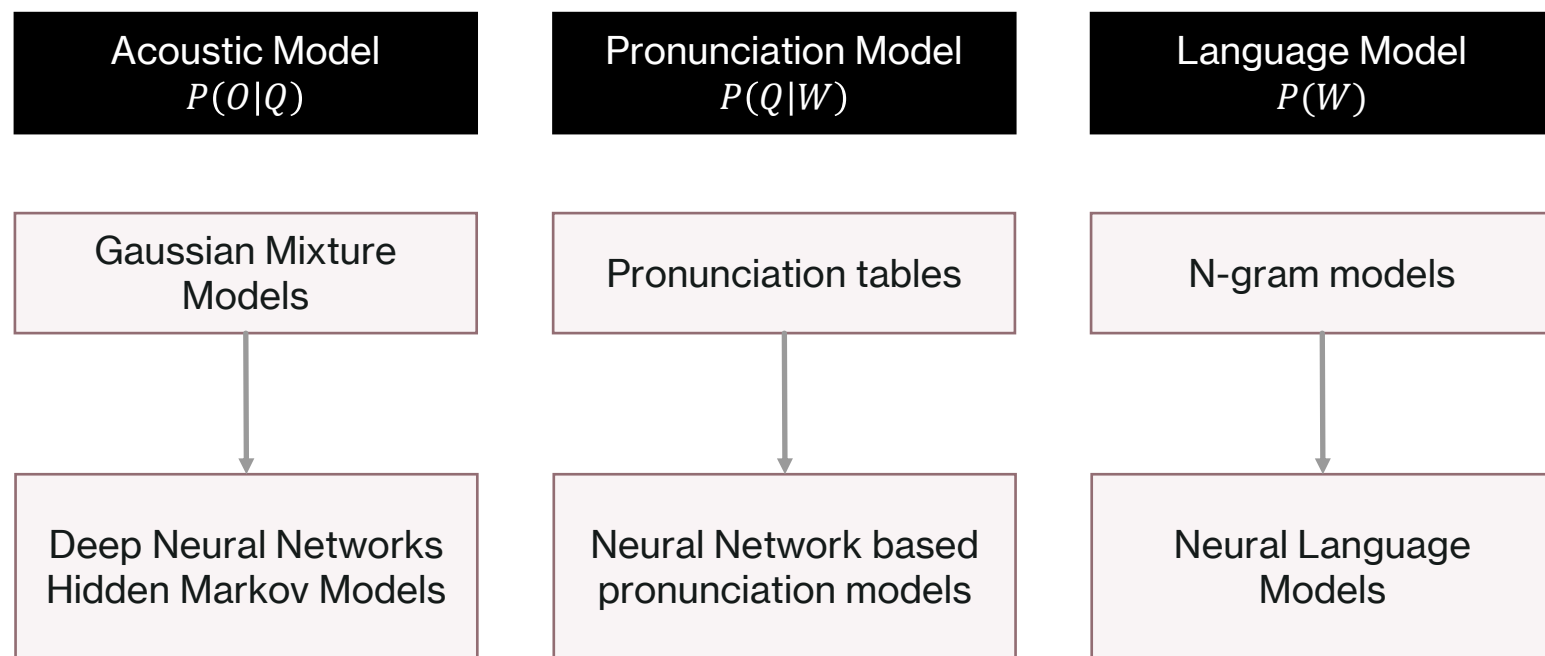 Acoustic Model
P(O|Q)
Pronunciation Model
P(Q|W)
Language Model
P(W)
Gaussian Mixture
Models
Pronunciation tables
N-gram models
Deep Neural Networks
Hidden Markov Models
Neural Network based
pronunciation models
Neural Language
Models